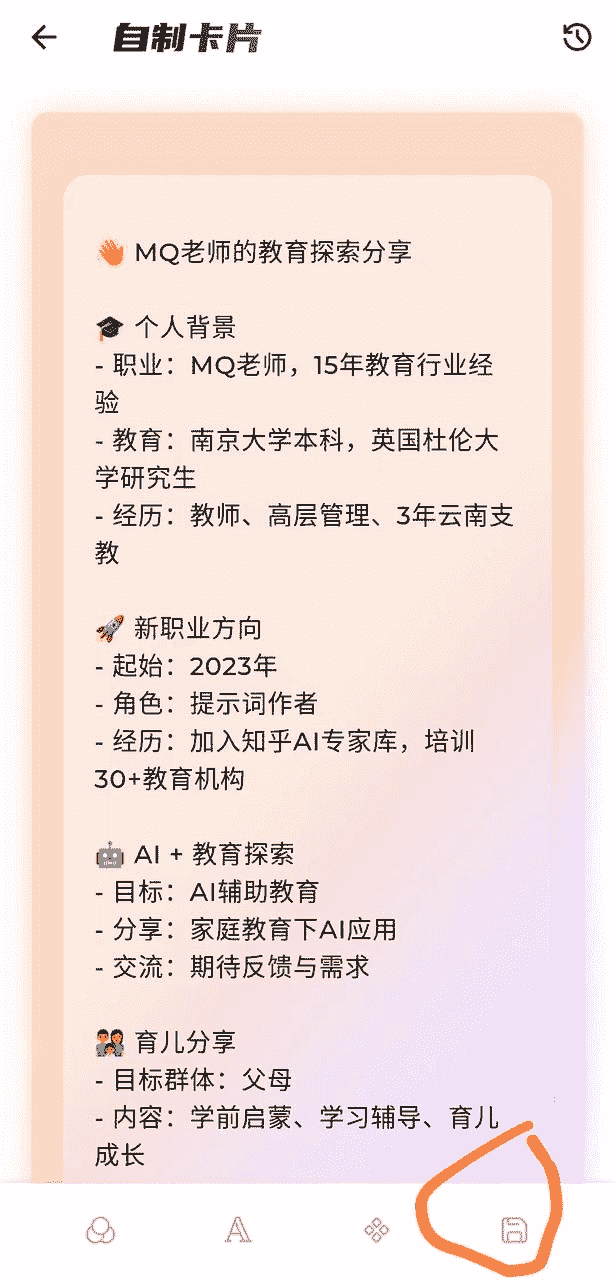 自制卡片
👋 MQ老师的教育探索分享
🎓 个人背景
- 职业：MQ老师，15年教育行业经
验
- 教育：南京大学本科，英国杜伦大
学研究生
- 经历：教师、高层管理、3年云南支
教
🚀 新职业方向
- 起始：2023年
- 角色：提示词作者
- 经历：加入知乎AI专家库，培训
30+教育机构
🤖 AI + 教育探索
- 目标：AI辅助教育
- 分享：家庭教育下AI应用
- 交流：期待反馈与需求
👨‍👩‍👦 育儿分享
- 目标群体：父母
- 内容：学前启蒙、学习辅导、育儿
成长
A